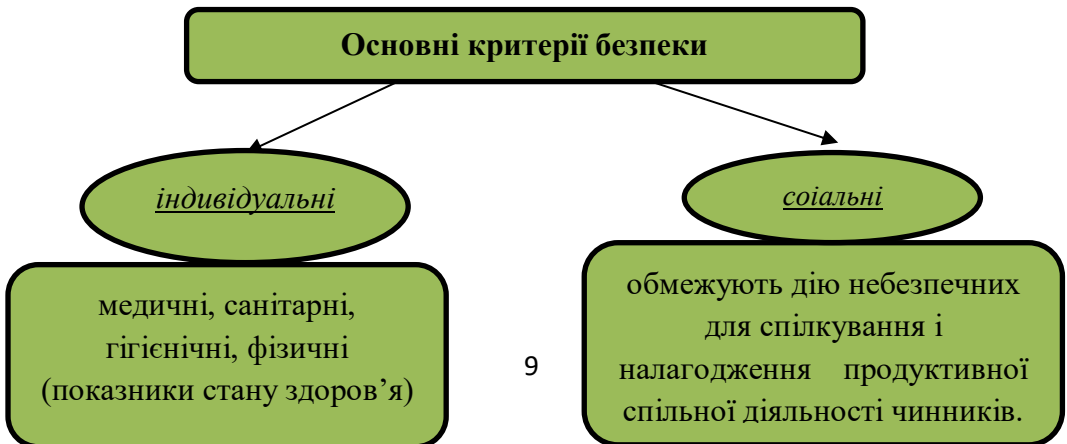 Основні критерії безпеки
індивідуальні
соіальні
медичні, санітарні,
гігієнічні, фізичні
(показники стану здоров’я)
9
обмежують дію небезпечних
для спілкування і
налагодження продуктивної
спільної діяльності чинників.